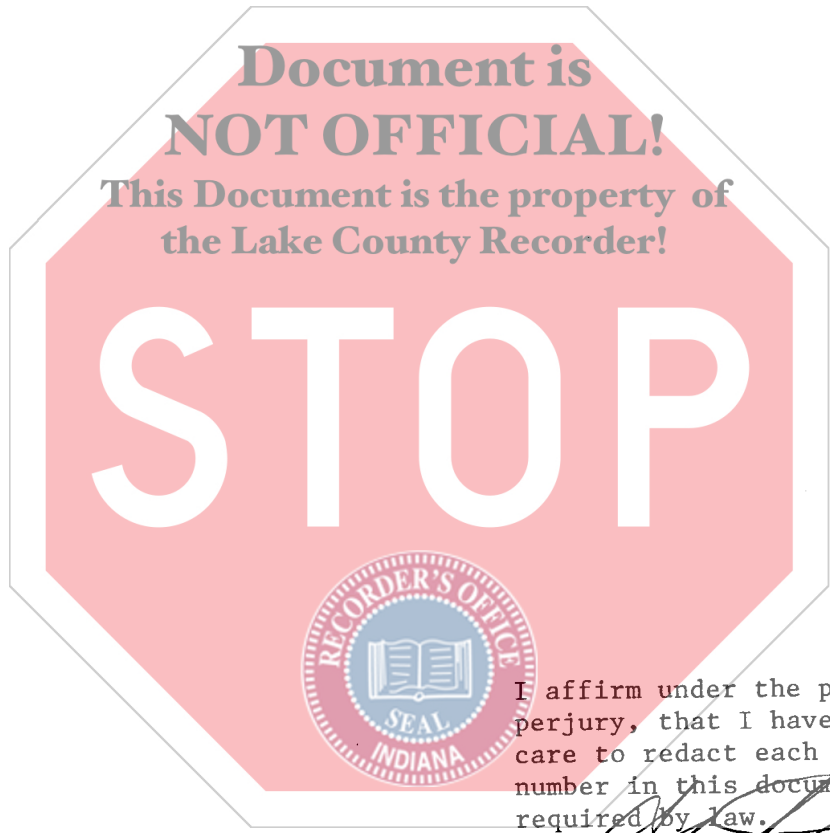 Document is
NOT OFFICIAL!
This Document is the property of
the Lake County Recorder!
STOP
RECORDER'S OFFICE
SEAL
INDIANA
I affirm under the p
perjury, that I have
care to redact each
number in this docum
required by law.